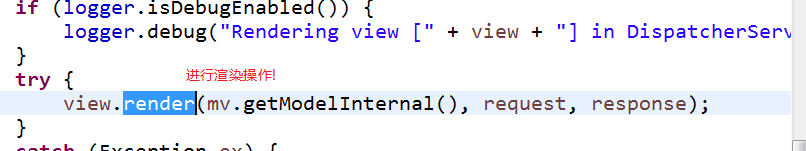 if (logger.isDebugEnabled()) {
logger.debug("Rendering view [" + view + "] in DispatcherServ
}
try {
进行渲染操作!
view.render(mv.getModelInternal(), request, response);
}
catch (Exception ex) {